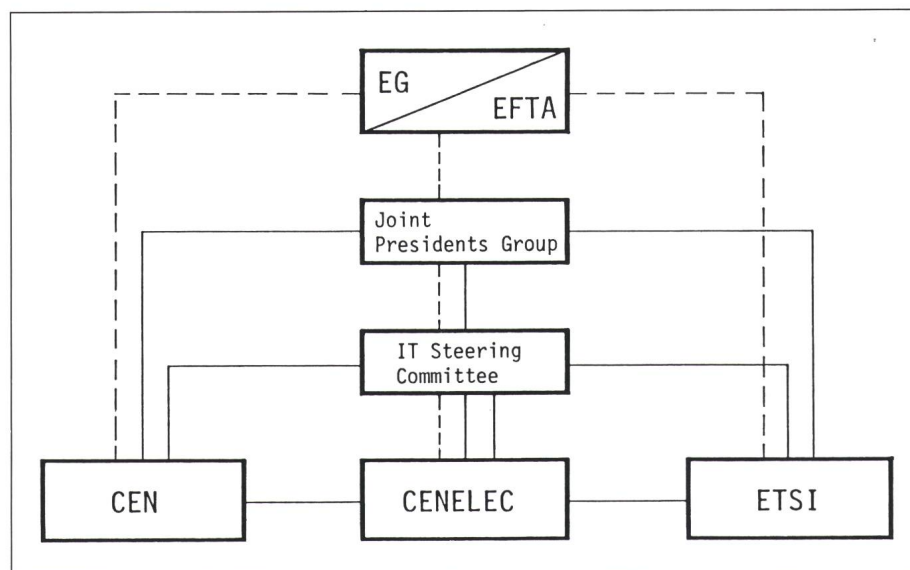 EG
EFTA
Joint
Presidents Group
IT Steering
Committee
CEN
CENELEC
ETSI